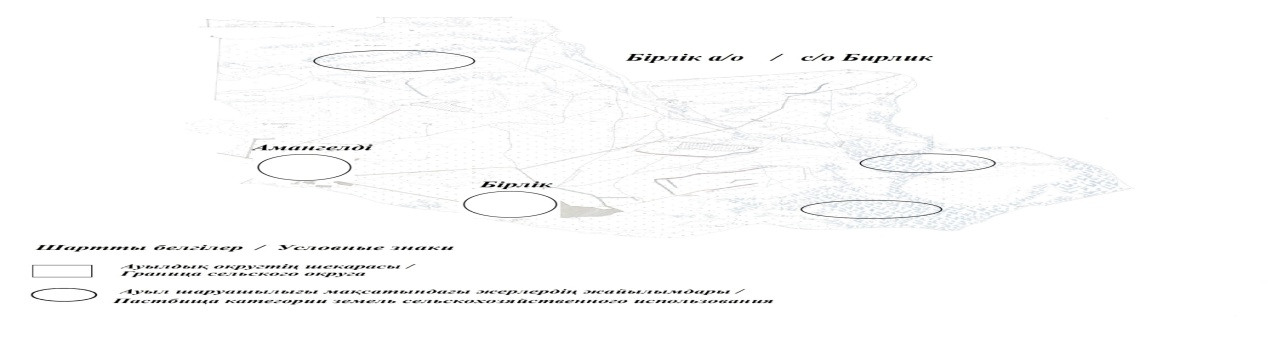 Бірлік а/о / с/о Бирлик
Амангелді
Бірлік
Шартты белгілер / Условные знаки
Ауылдық округтің шекарасы /
Граница сельского округа
Ауыл шаруашылығы мақсатындағы жерлердің жайылымдары /
Пастбища категории земель сельскохозяйственного использования